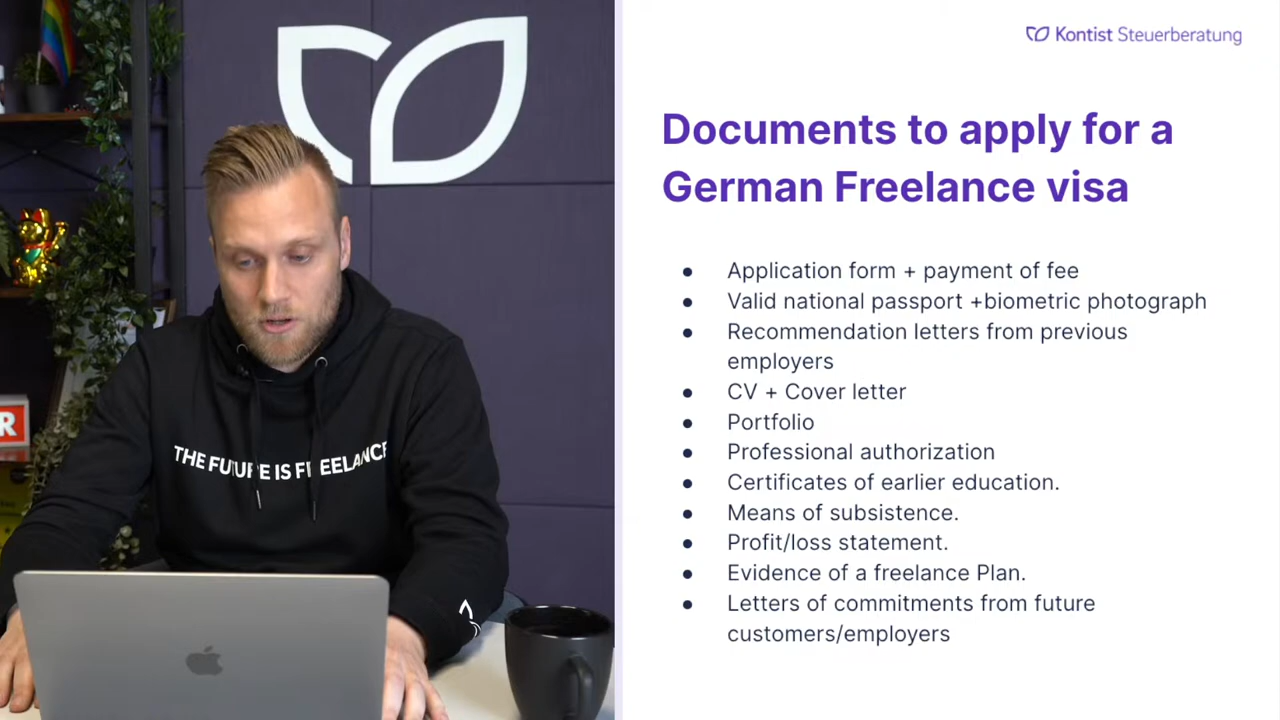 R
THE FUTURE IS FREELANCE
Kontist Steuerberatung
Documents to apply for a
German Freelance visa
Application form + payment of fee
Valid national passport +biometric photograph
Recommendation letters from previous
employers
CV + Cover letter
Portfolio
Professional authorization
Certificates of earlier education.
Means of subsistence.
Profit/loss statement.
Evidence of a freelance Plan.
Letters of commitments from future
customers/employers